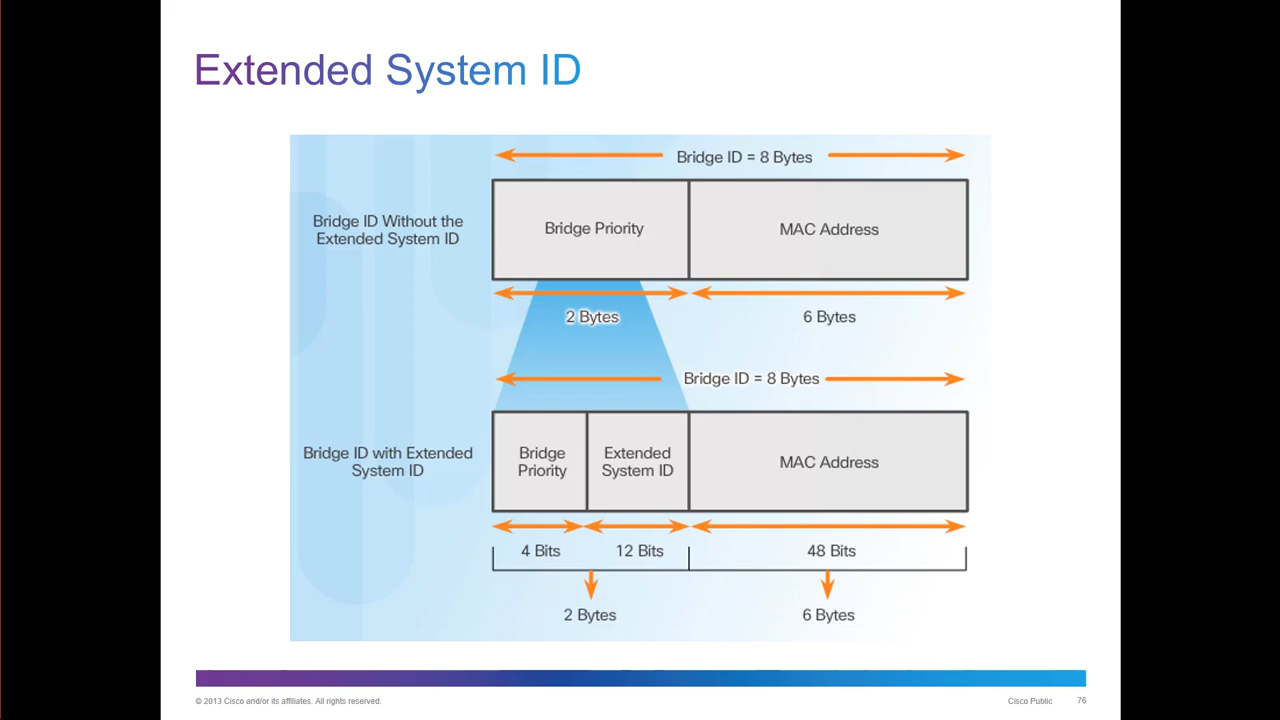 Extended System ID
Bridge ID = 8 Bytes
Bridge ID Without the
Extended System ID
Bridge Priority
MAC Address
2 Bytes
6 Bytes
Bridge ID = 8 Bytes
Bridge ID with Extended
System ID
Bridge
Priority
Extended
System ID
MAC Address
4 Bits
12 Bits
48 Bits
2 Bytes
6 Bytes
© 2013 Cisco and/or its affiliates. All rights reserved.
Cisco Public
76